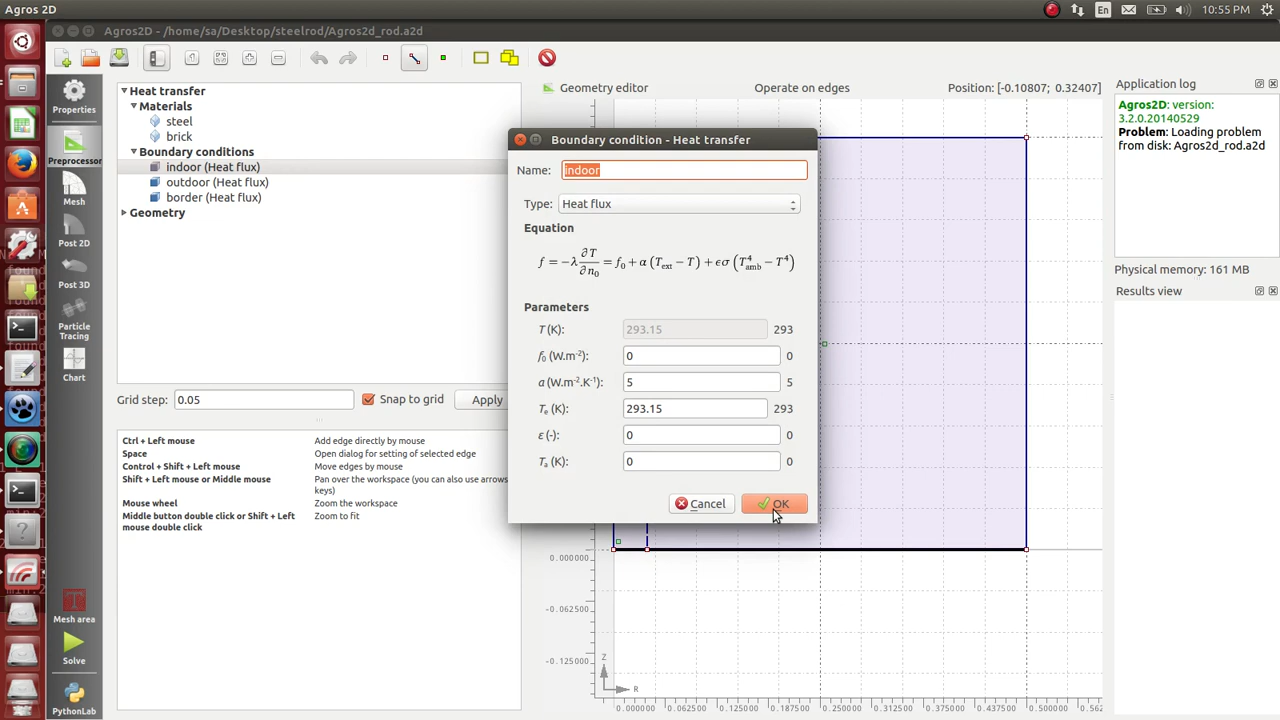 Agros 2D
En
10:55 PM
Agros2D - /home/sa/Desktop/steelrod/Agros2d_rod.a2d
Properties
Preprocessor
Mesh
Post 2D
Post 3D
Particle
Tracing
Chart
Mesh area
Solve
PythonLab
Heat transfer
Materials
steel
brick
Boundary conditions
indoor (Heat flux)
outdoor (Heat flux)
border (Heat flux)
Geometry
Grid step:
0.05
Snap to grid
Apply
Ctrl + Left mouse Add edge directly by mouse
Space Open dialog for setting of selected edge
Control + Shift + Left mouse Move edges by mouse
Shift + Left mouse or Middle mouse Pan over the workspace (you can also use arrows
keys)
Mouse wheel Zoom the workspace
Middle button double click or Shift + Left Zoom to fit
mouse double click
Geometry editor
Operate on edges
Position: [-0.10807; 0.32407]
Boundary condition - Heat transfer
Name: indoor
Type: Heat flux
Equation
f = −λ ∂T/∂n₀ = f₀ + α (Text − T) + ϵσ (T⁴amb − T⁴)
Parameters
T (K): 293.15 293
f₀ (W.m⁻²): 0 0
α (W.m⁻².K⁻¹): 5 5
Tₑ (K): 293.15 293
ε (-): 0 0
Tₐ (K): 0 0
Cancel
OK
0.000000
-0.062500
-0.125000
Z
R
0.000000 0.062500 0.125000 0.187500 0.250000 0.312500 0.375000 0.437500 0.500000 0.562
Application log
Agros2D: version:
3.2.0.20140529
Problem: Loading problem
from disk: Agros2d_rod.a2d
Physical memory: 161 MB
Results view